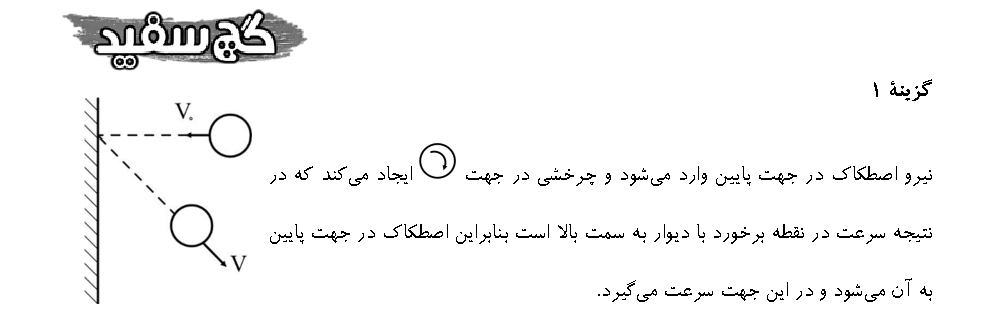 گچ سفید
گزینهٔ ۱
V.
نیرو اصطکاک در جهت پایین وارد می‌شود و چرخشی در جهت ایجاد می‌کند که در
نتیجه سرعت در نقطه برخورد با دیوار به سمت بالا است بنابراین اصطکاک در جهت پایین
V
به آن می‌شود و در این جهت سرعت می‌گیرد.